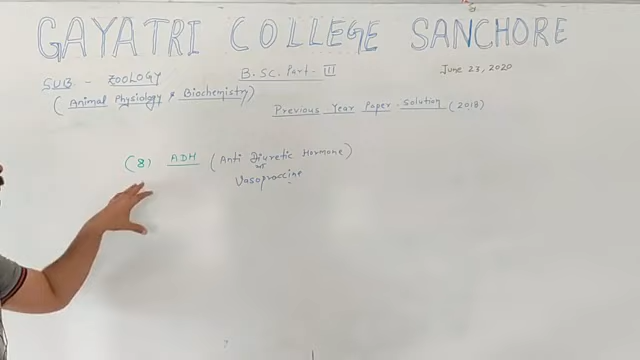 GAYATRI COLLEGE SANCHORE
SUB - ZOOLOGY B.SC. Part - III June 23, 2020
( Animal Physiology & Biochemistry)
Previous Year Paper Solution (2018)
(8) ADH ( Anti Diuretic Hormone )
or
Vasoproccine